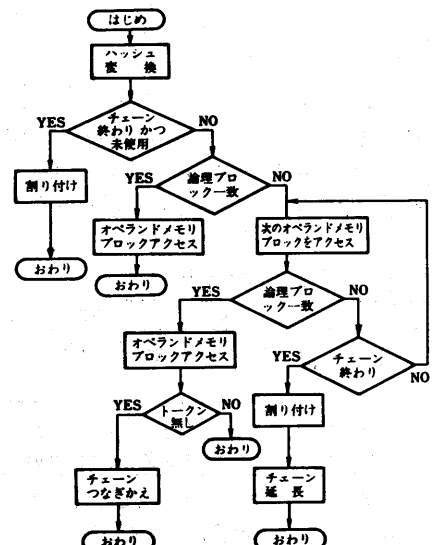 はじめ
ハッシュ
変 換
チェーン
終わり かつ
未使用
YES
NO
割り付け
おわり
論理ブロ
ック一致
YES
NO
オペランドメモリ
ブロックアクセス
おわり
次のオペランドメモリ
ブロックをアクセス
論理ブロ
ック一致
YES
NO
オペランドメモリ
ブロックアクセス
トークン
無し
YES
NO
おわり
チェーン
つなぎかえ
おわり
チェーン
終わり
YES
NO
割り付け
チェーン
延 長
おわり